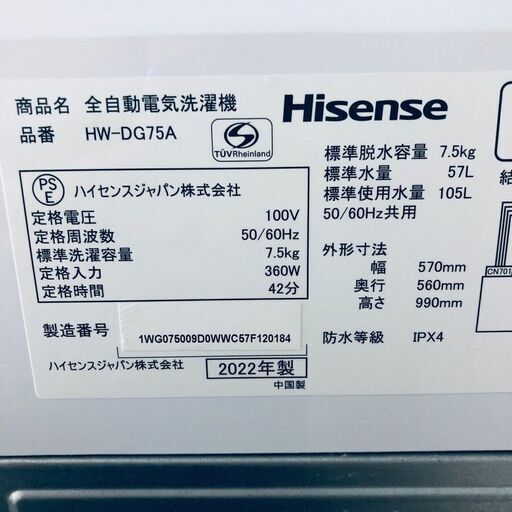 商品名 全自動電気洗濯機
品番 HW-DG75A
TÜVRheinland
Hisense
PS
E
ハイセンスジャパン株式会社
定格電圧 100V
定格周波数 50/60Hz
標準洗濯容量 7.5kg
定格入力 360W
定格時間 42分
製造番号 1WG075009D0WWC57F120184
ハイセンスジャパン株式会社
2022年製
中国製
標準脱水容量 7.5kg
標準水量 57L
標準使用水量 105L
50/60Hz共用
外形寸法
幅 570mm
奥行 560mm
高さ 990mm
防水等級 IPX4
結
CN701